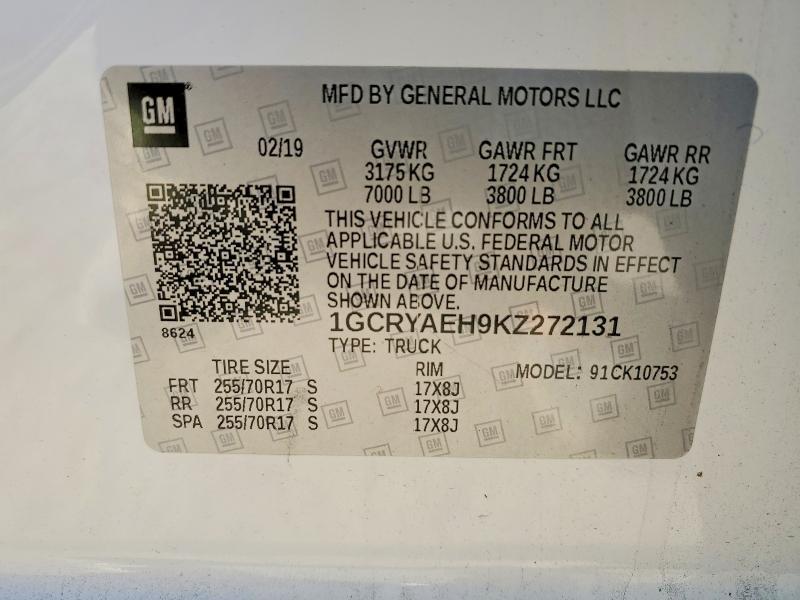 GM
MFD BY GENERAL MOTORS LLC
02/19 GVWR GAWR FRT GAWR RR
3175 KG 1724 KG 1724 KG
7000 LB 3800 LB 3800 LB
THIS VEHICLE CONFORMS TO ALL
APPLICABLE U.S. FEDERAL MOTOR
VEHICLE SAFETY STANDARDS IN EFFECT
ON THE DATE OF MANUFACTURE
SHOWN ABOVE.
8624
1GCRYAEH9KZ272131
TYPE: TRUCK
TIRE SIZE RIM MODEL: 91CK10753
FRT 255/70R17 S 17X8J
RR 255/70R17 S 17X8J
SPA 255/70R17 S 17X8J